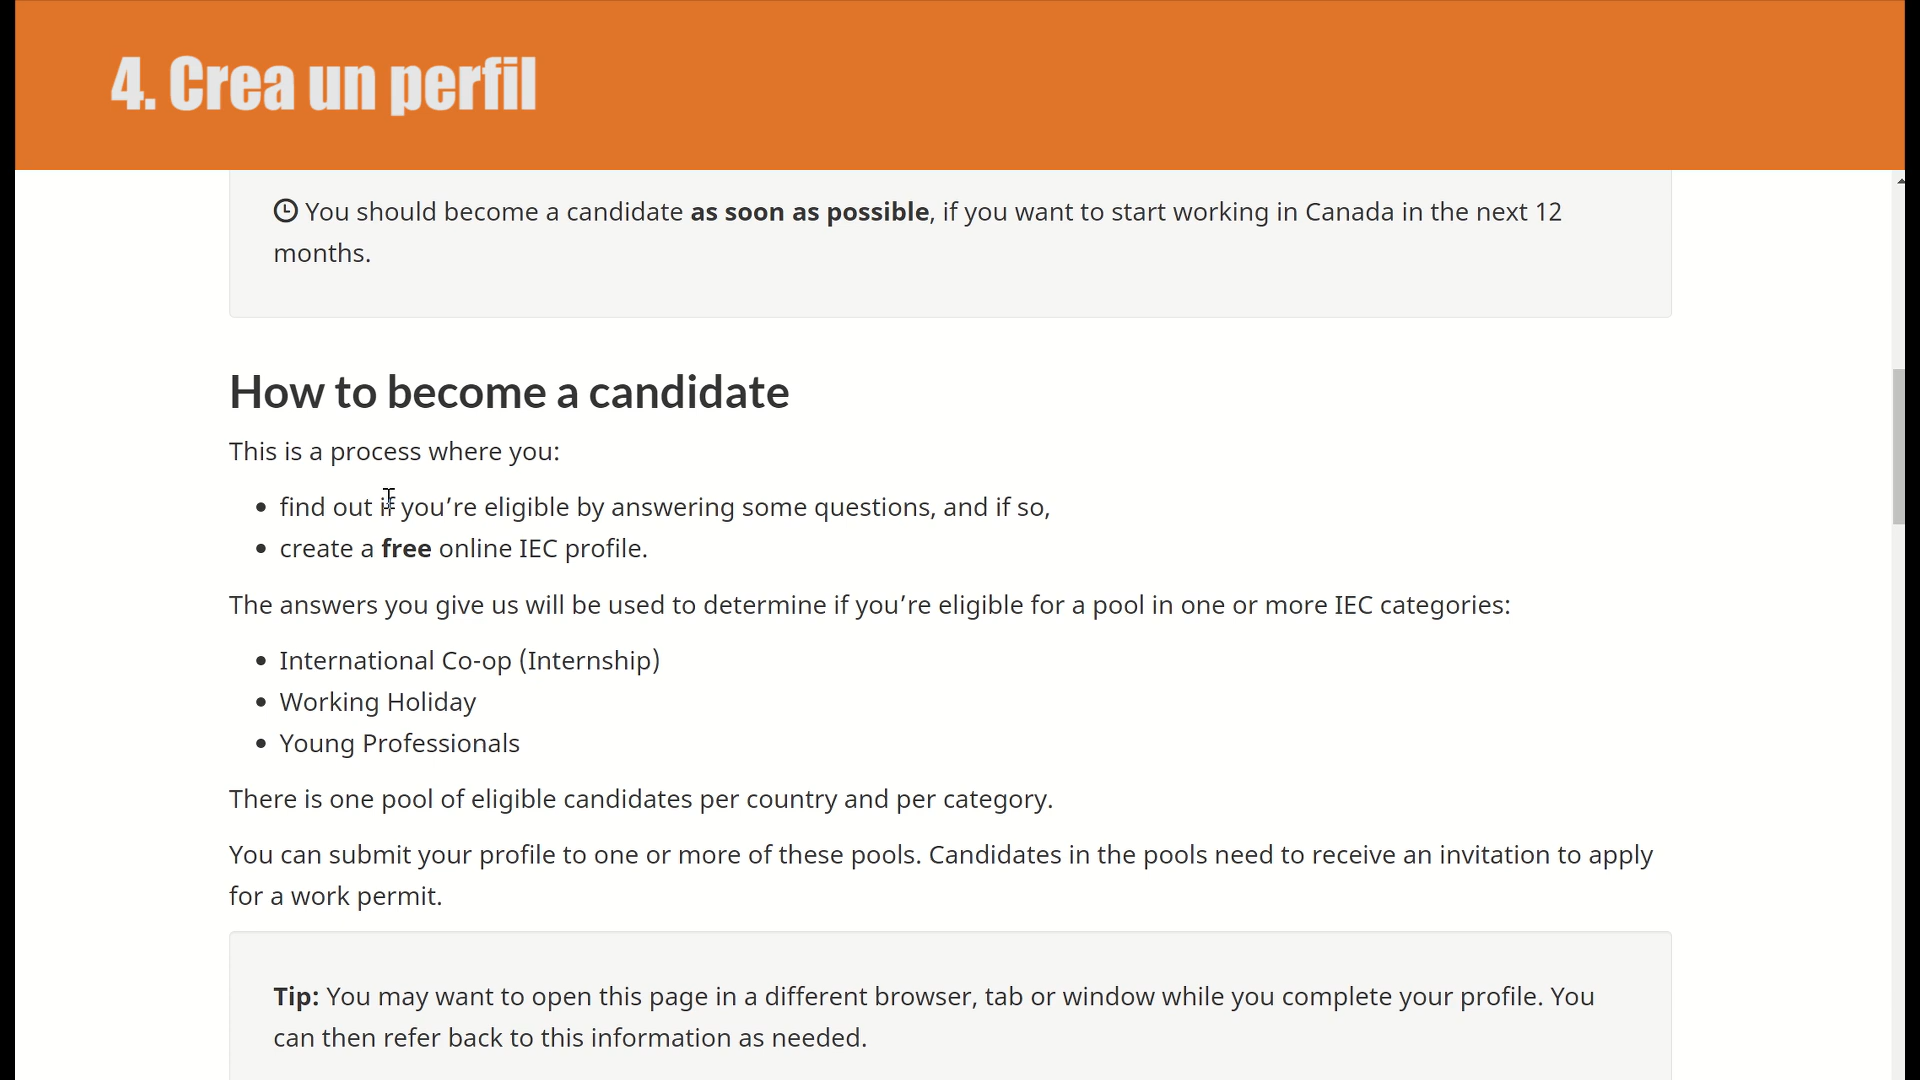 4. Crea un perfil
You should become a candidate as soon as possible, if you want to start working in Canada in the next 12
months.
How to become a candidate
This is a process where you:
• find out if you’re eligible by answering some questions, and if so,
• create a free online IEC profile.
The answers you give us will be used to determine if you’re eligible for a pool in one or more IEC categories:
• International Co-op (Internship)
• Working Holiday
• Young Professionals
There is one pool of eligible candidates per country and per category.
You can submit your profile to one or more of these pools. Candidates in the pools need to receive an invitation to apply
for a work permit.
Tip: You may want to open this page in a different browser, tab or window while you complete your profile. You
can then refer back to this information as needed.